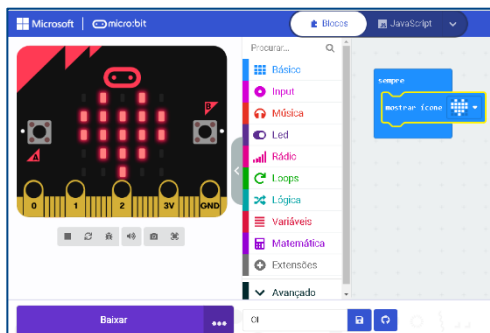 Microsoft micro:bit
Blocos
JavaScript
Procurar...
Básico
Input
Música
Led
Rádio
Loops
Lógica
Variáveis
Matemática
Extensões
Avançado
sempre
mostrar ícone
A
B
0 1 2 3V GND
Baixar
OI